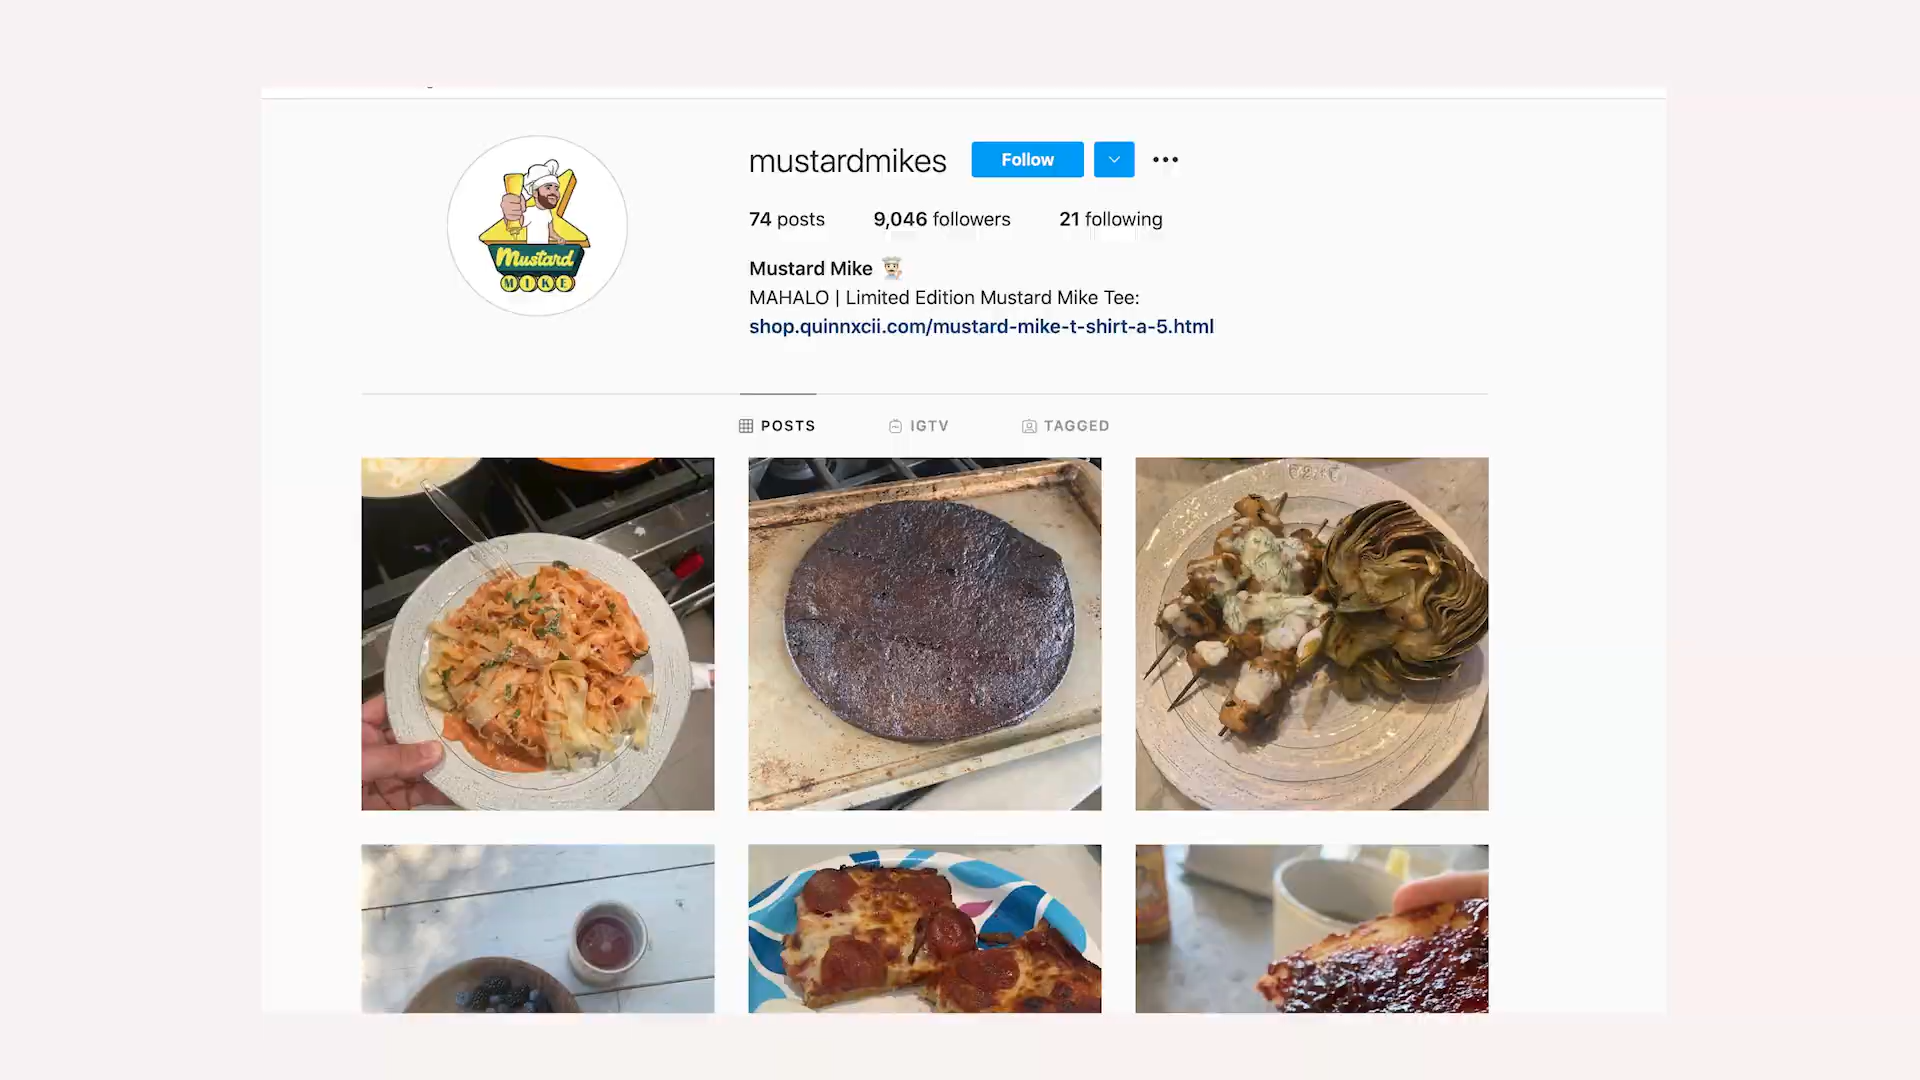 mustardmikes Follow
74 posts 9,046 followers 21 following
Mustard
MIKE
Mustard Mike 👨🏻‍🍳
MAHALO | Limited Edition Mustard Mike Tee:
shop.quinnxcii.com/mustard-mike-t-shirt-a-5.html
POSTS IGTV TAGGED